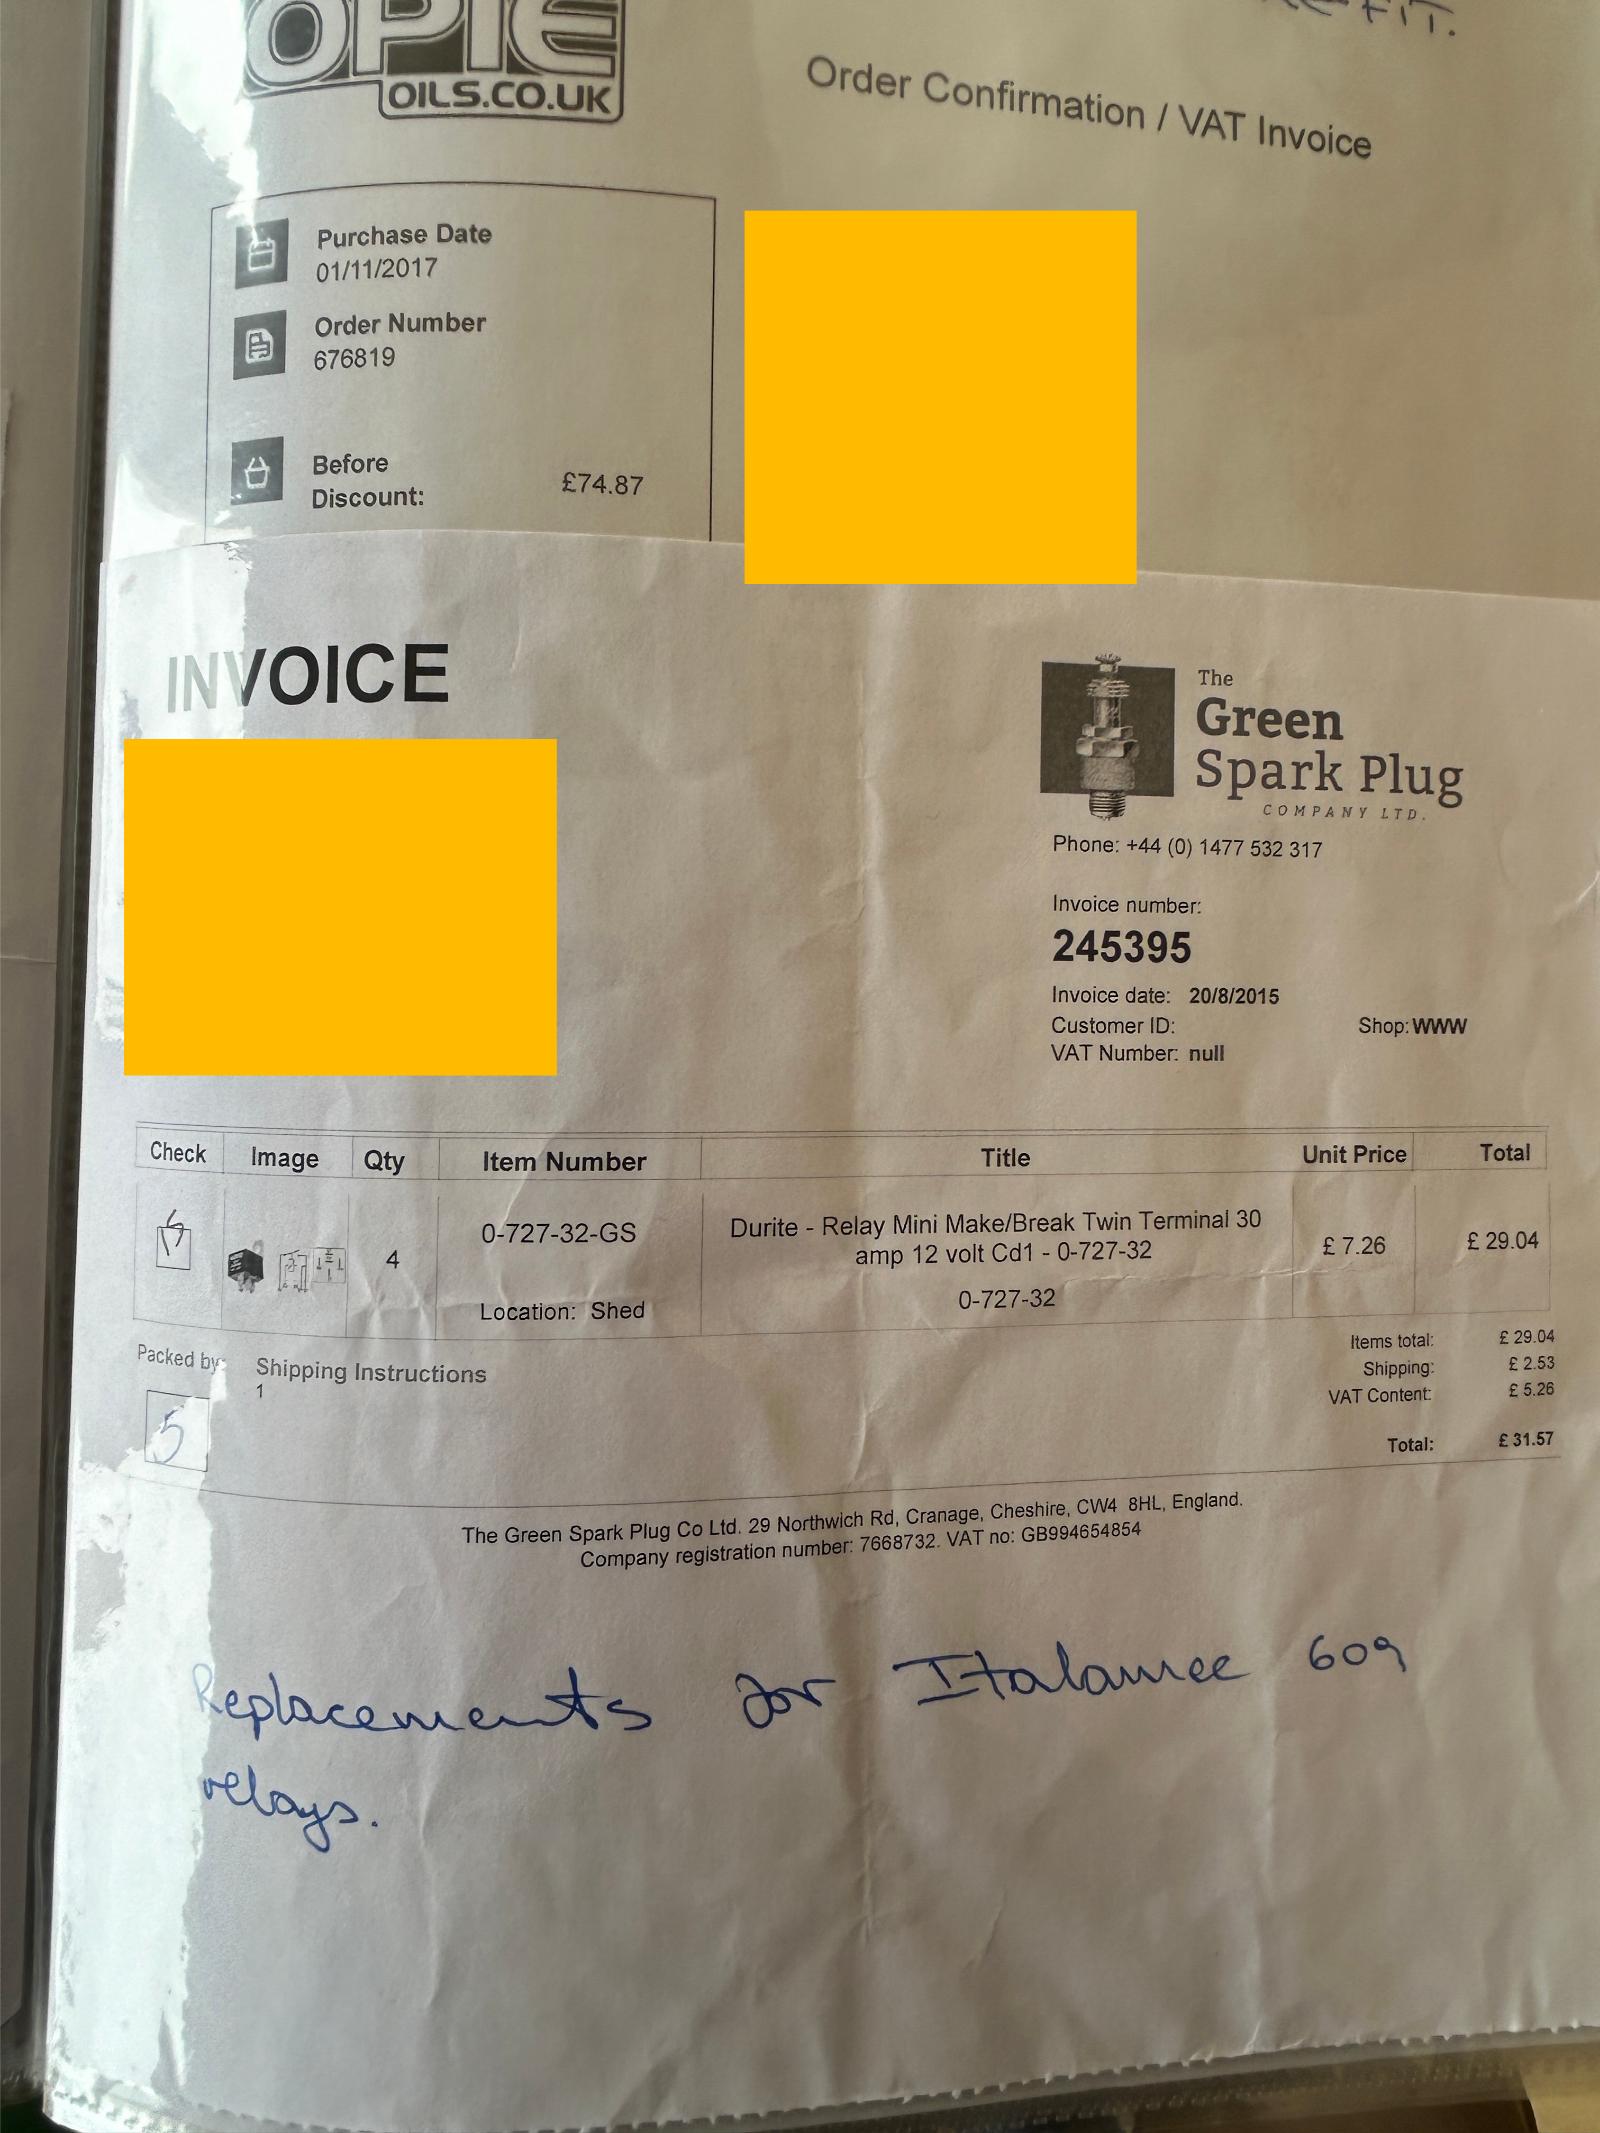 FIT.
OPIE
OILS.CO.UK
Order Confirmation / VAT Invoice
Purchase Date
01/11/2017
Order Number
676819
Before
Discount: £74.87
INVOICE
The
Green
Spark Plug
COMPANY LTD.
Phone: +44 (0) 1477 532 317
Invoice number:
245395
Invoice date: 20/8/2015
Customer ID: Shop: WWW
VAT Number: null
Check Image Qty Item Number Title Unit Price Total
0-727-32-GS Durite - Relay Mini Make/Break Twin Terminal 30
4 amp 12 volt Cd1 - 0-727-32 £ 7.26 £ 29.04
Location: Shed 0-727-32
Items total: £ 29.04
Packed by: Shipping Instructions Shipping: £ 2.53
1 VAT Content: £ 5.26
5 Total: £ 31.57
The Green Spark Plug Co Ltd. 29 Northwich Rd, Cranage, Cheshire, CW4 8HL, England.
Company registration number: 7668732. VAT no: GB994654854
Replacements for Italamec 609
relays.